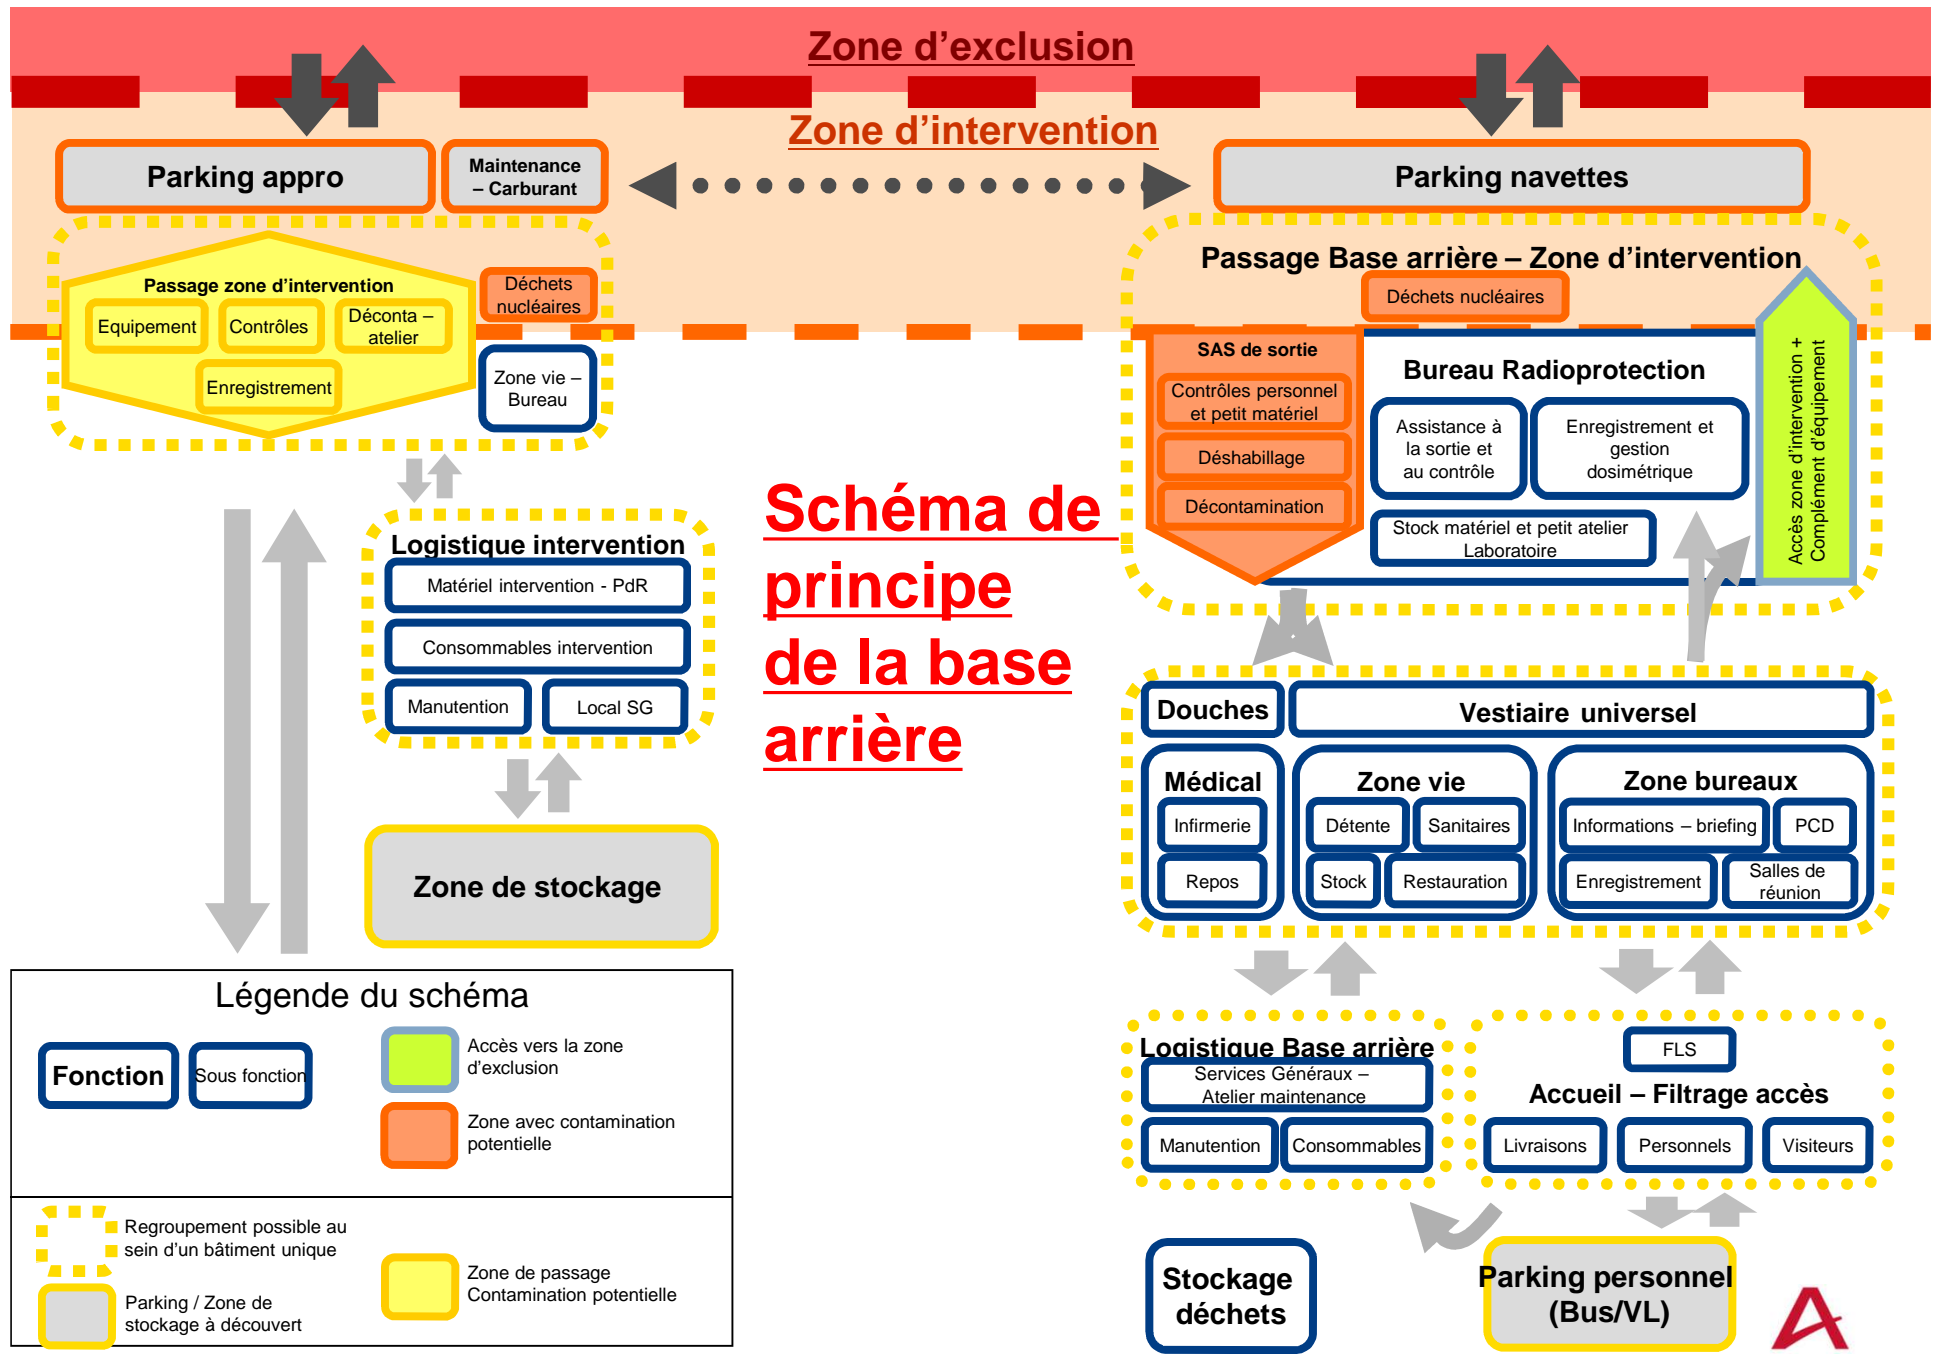 Zone d’exclusion
Zone d’intervention
Parking appro
Maintenance
– Carburant
Parking navettes
Passage zone d’intervention
Equipement
Contrôles
Déconta –
atelier
Enregistrement
Déchets
nucléaires
Zone vie –
Bureau
Passage Base arrière – Zone d’intervention
Déchets nucléaires
SAS de sortie
Contrôles personnel
et petit matériel
Déshabillage
Décontamination
Bureau Radioprotection
Assistance à
la sortie et
au contrôle
Enregistrement et
gestion
dosimétrique
Stock matériel et petit atelier
Laboratoire
Accès zone d’intervention +
Complément d’équipement
Logistique intervention
Matériel intervention - PdR
Consommables intervention
Manutention
Local SG
Zone de stockage
Schéma de
principe
de la base
arrière
Douches
Vestiaire universel
Médical
Infirmerie
Repos
Zone vie
Détente
Sanitaires
Stock
Restauration
Zone bureaux
Informations – briefing
PCD
Enregistrement
Salles de
réunion
Logistique Base arrière
Services Généraux –
Atelier maintenance
Manutention
Consommables
FLS
Accueil – Filtrage accès
Livraisons
Personnels
Visiteurs
Stockage
déchets
Parking personnel
(Bus/VL)
Légende du schéma
Fonction
Sous fonction
Accès vers la zone
d’exclusion
Zone avec contamination
potentielle
Regroupement possible au
sein d’un bâtiment unique
Parking / Zone de
stockage à découvert
Zone de passage
Contamination potentielle